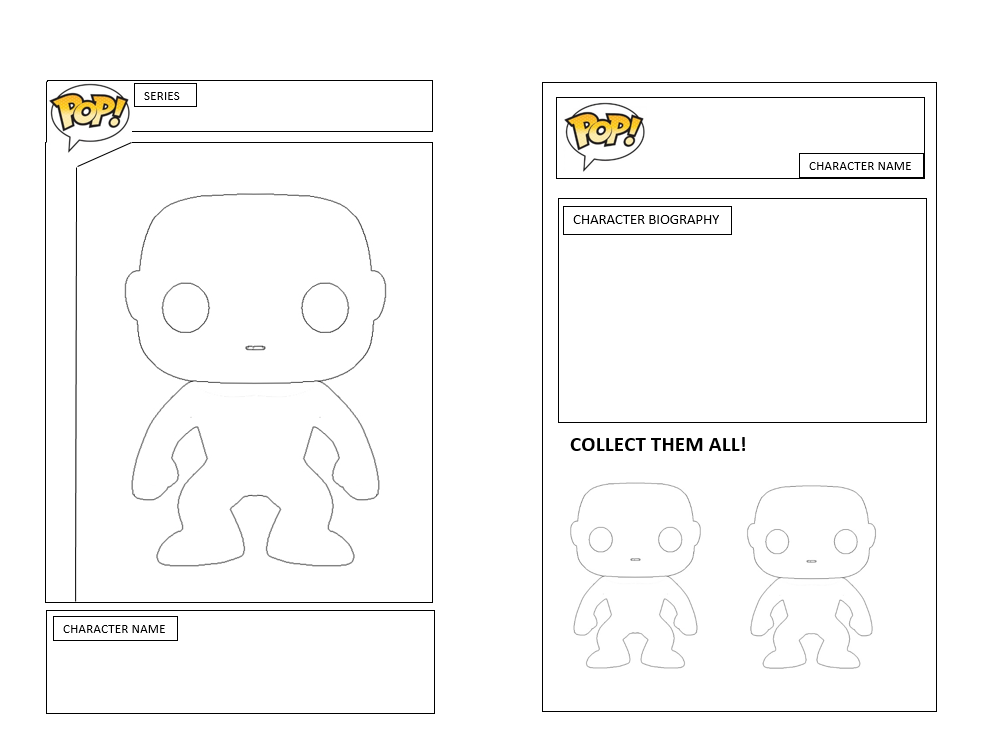 POP!
SERIES
CHARACTER NAME
POP!
CHARACTER NAME
CHARACTER BIOGRAPHY
COLLECT THEM ALL!